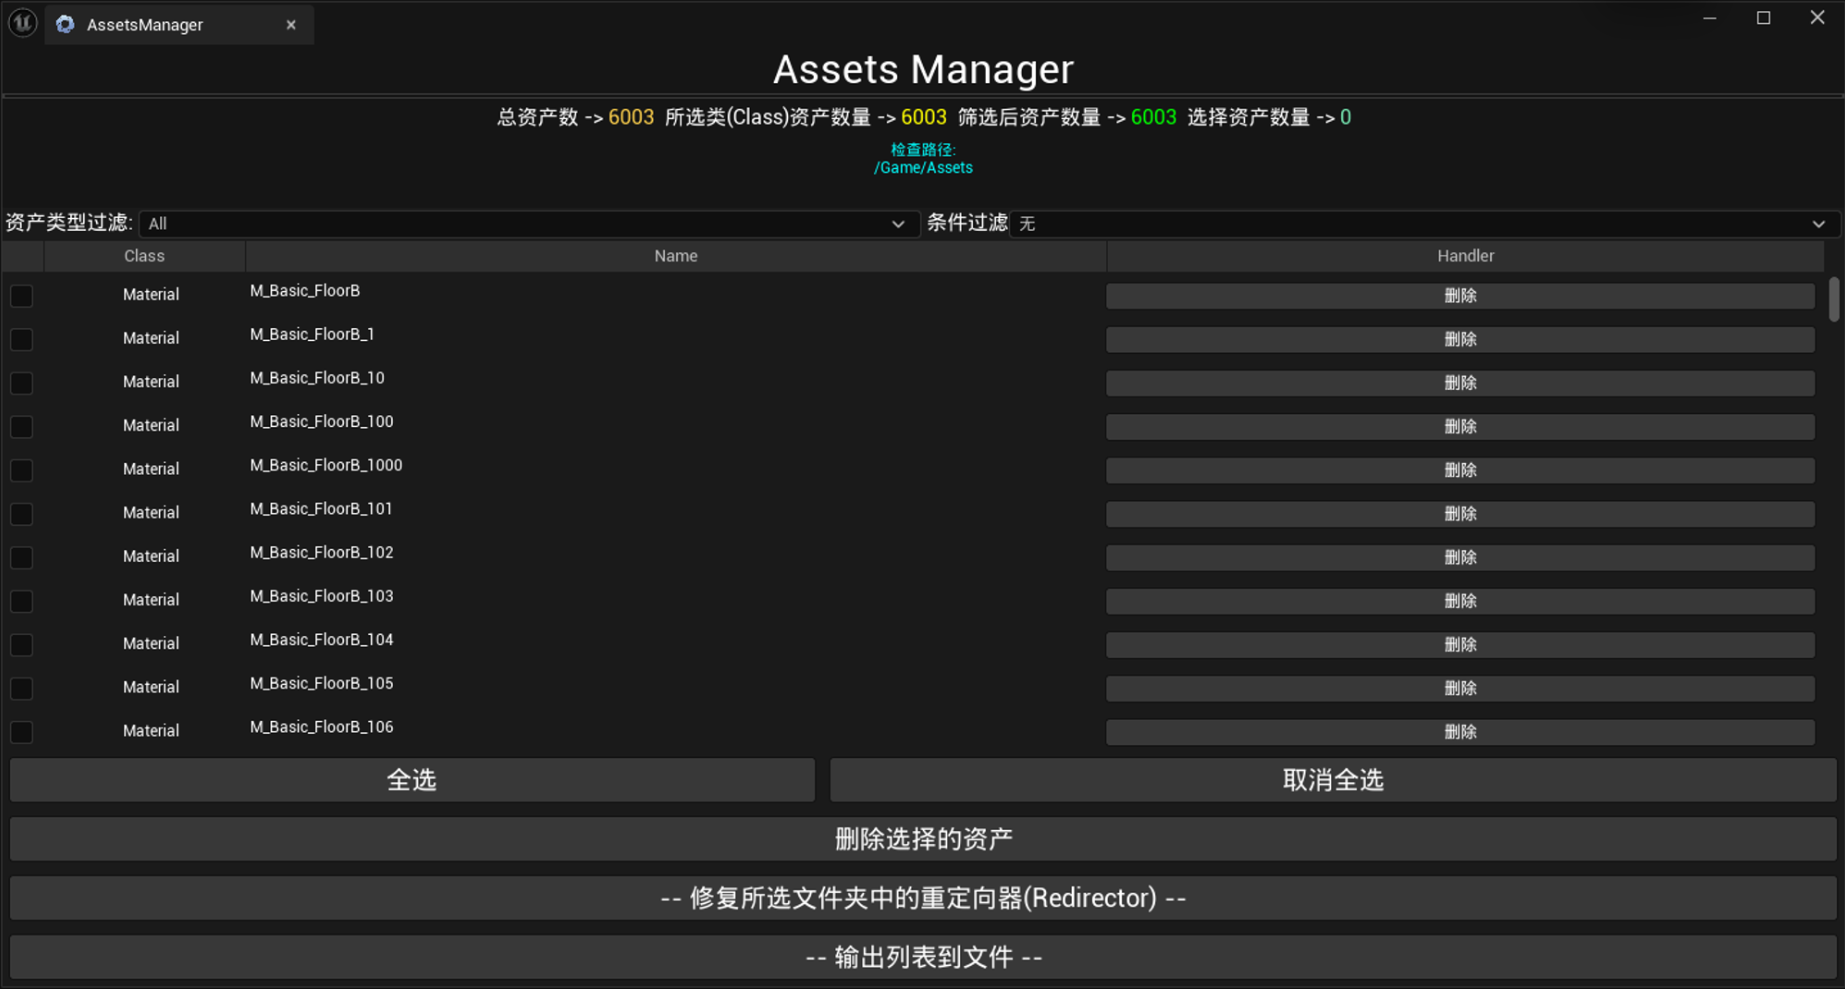 AssetsManager
Assets Manager
总资产数 -> 6003 所选类(Class)资产数量 -> 6003 筛选后资产数量 -> 6003 选择资产数量 -> 0
检查路径:
/Game/Assets
资产类型过滤: All 条件过滤 无
Class Name Handler
Material M_Basic_FloorB 删除
Material M_Basic_FloorB_1 删除
Material M_Basic_FloorB_10 删除
Material M_Basic_FloorB_100 删除
Material M_Basic_FloorB_1000 删除
Material M_Basic_FloorB_101 删除
Material M_Basic_FloorB_102 删除
Material M_Basic_FloorB_103 删除
Material M_Basic_FloorB_104 删除
Material M_Basic_FloorB_105 删除
Material M_Basic_FloorB_106 删除
全选 取消全选
删除选择的资产
-- 修复所选文件夹中的重定向器(Redirector) --
-- 输出列表到文件 --